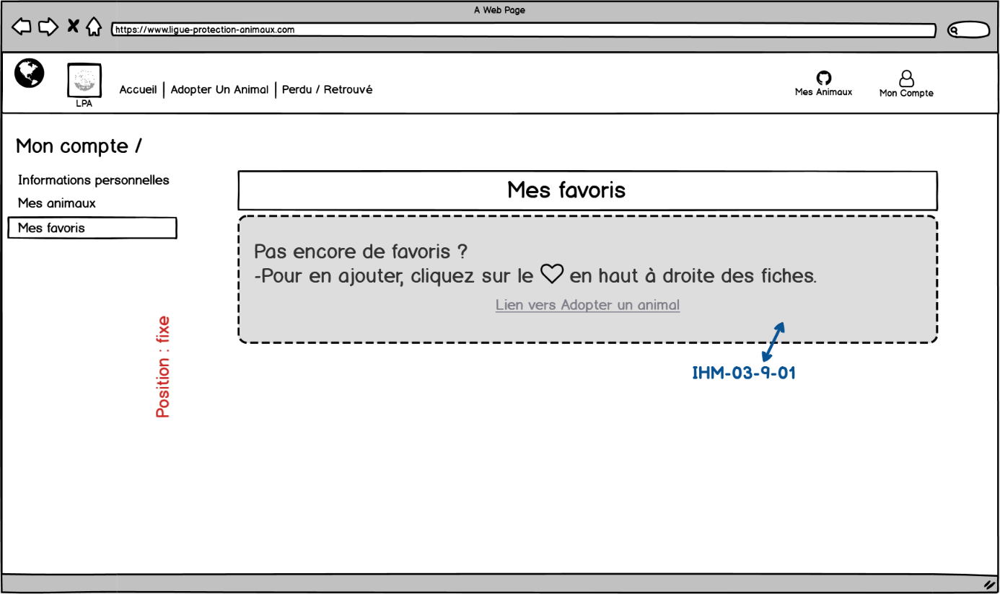 A Web Page
https://www.ligue-protection-animaux.com
LPA
Accueil | Adopter Un Animal | Perdu / Retrouvé
Mes Animaux
Mon Compte
Mon compte /
Informations personnelles
Mes animaux
Mes favoris
Position : fixe
Mes favoris
Pas encore de favoris ?
-Pour en ajouter, cliquez sur le ♡ en haut à droite des fiches.
Lien vers Adopter un animal
IHM-03-9-01